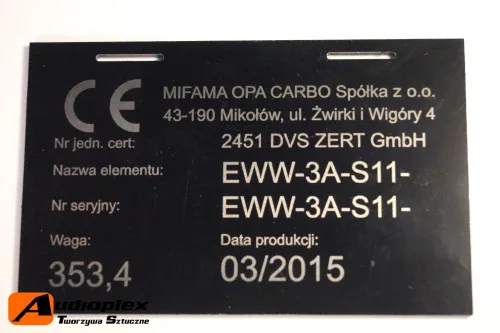 CE
MIFAMA OPA CARBO Spółka z o.o.
43-190 Mikołów, ul. Żwirki i Wigóry 4
Nr jedn. cert: 2451 DVS ZERT GmbH
Nazwa elementu: EWW-3A-S11-
Nr seryjny: EWW-3A-S11-
Waga: Data produkcji:
353,4 03/2015
Audioplex
Tworzywa Sztuczne